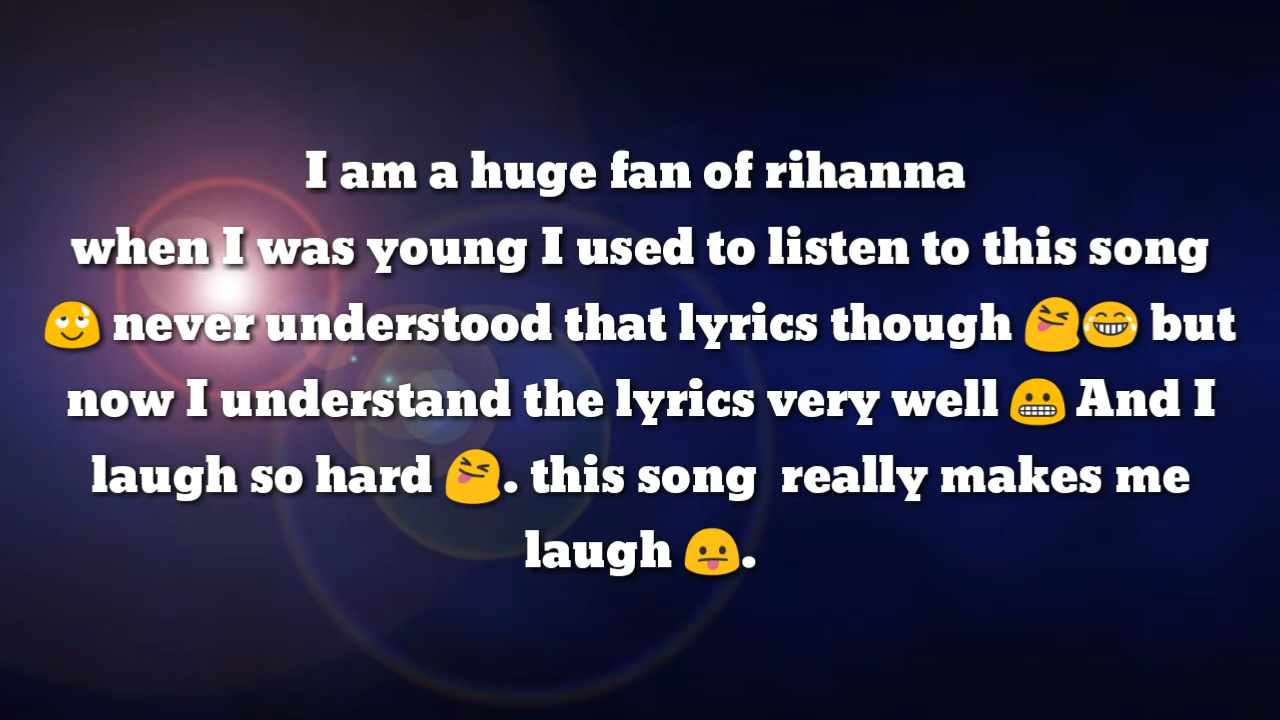 I am a huge fan of rihanna
when I was young I used to listen to this song
😌 never understood that lyrics though 😝😂 but
now I understand the lyrics very well 😬 And I
laugh so hard 😝. this song  really makes me
laugh 😛.